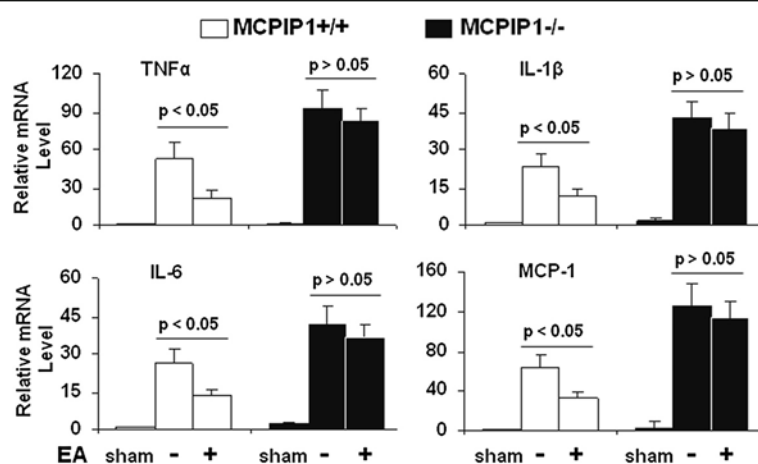 MCPIP1+/+ MCPIP1-/-
TNFα
Relative mRNA
Level
120
90
60
30
0
p < 0.05
p > 0.05
IL-1β
60
45
30
15
0
p < 0.05
p > 0.05
IL-6
Relative mRNA
Level
60
45
30
15
0
p < 0.05
p > 0.05
MCP-1
160
120
80
40
0
p < 0.05
p > 0.05
EA sham - + sham - + sham - + sham - +